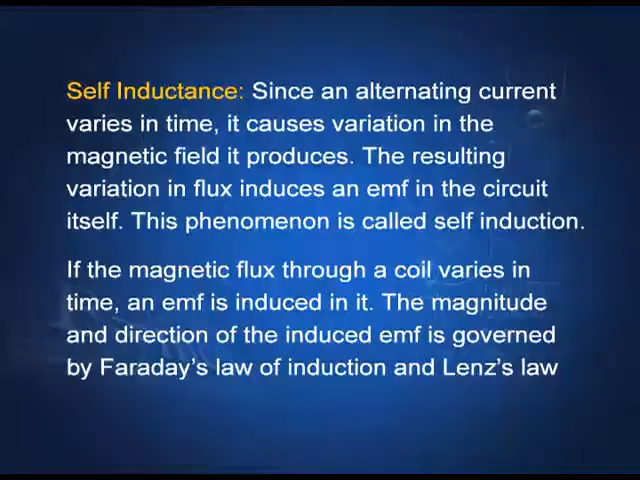 Self Inductance: Since an alternating current
varies in time, it causes variation in the
magnetic field it produces. The resulting
variation in flux induces an emf in the circuit
itself. This phenomenon is called self induction.
If the magnetic flux through a coil varies in
time, an emf is induced in it. The magnitude
and direction of the induced emf is governed
by Faraday's law of induction and Lenz's law